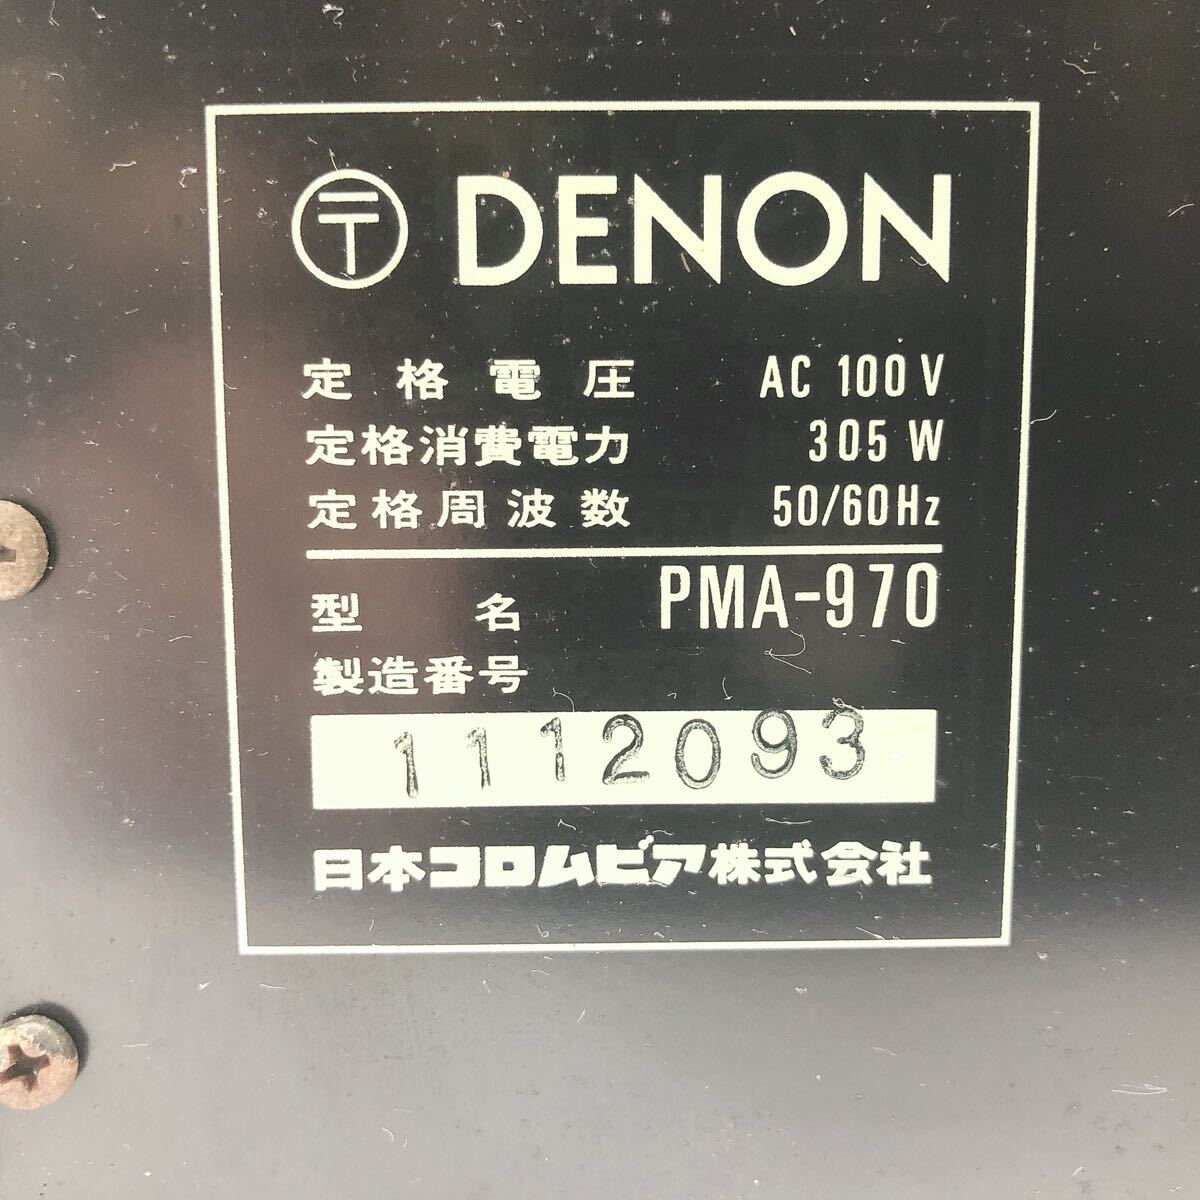 〒 DENON
定格電圧 AC 100 V
定格消費電力 305 W
定格周波数 50/60Hz
型名 PMA-970
製造番号
1112093
日本コロムビア株式会社